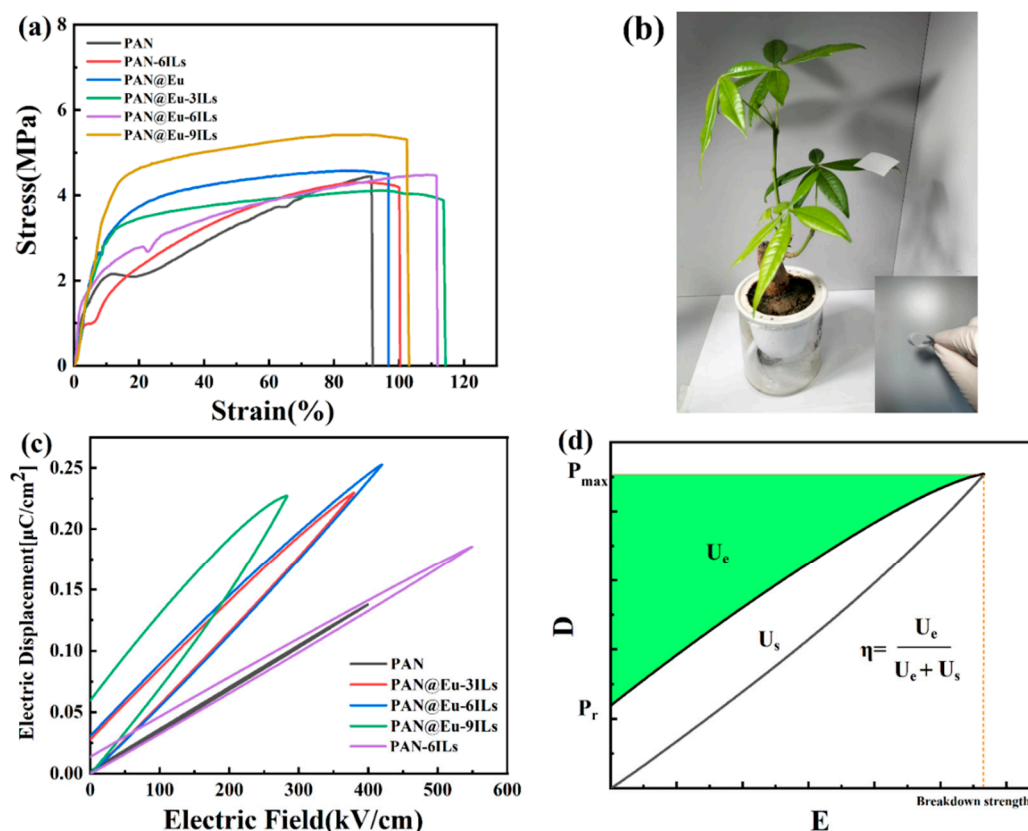 (a)
8
6
4
2
0
Stress(MPa)
PAN
PAN-6ILs
PAN@Eu
PAN@Eu-3ILs
PAN@Eu-6ILs
PAN@Eu-9ILs
0 20 40 60 80 100 120
Strain(%)
(b)
(c)
0.25
0.20
0.15
0.10
0.05
0.00
Electric Displacement[μC/cm²]
PAN
PAN@Eu-3ILs
PAN@Eu-6ILs
PAN@Eu-9ILs
PAN-6ILs
0 100 200 300 400 500 600
Electric Field(kV/cm)
(d)
Pmax
Ue
D
Us
η= Ue
Ue + Us
Pr
Breakdown strength
E